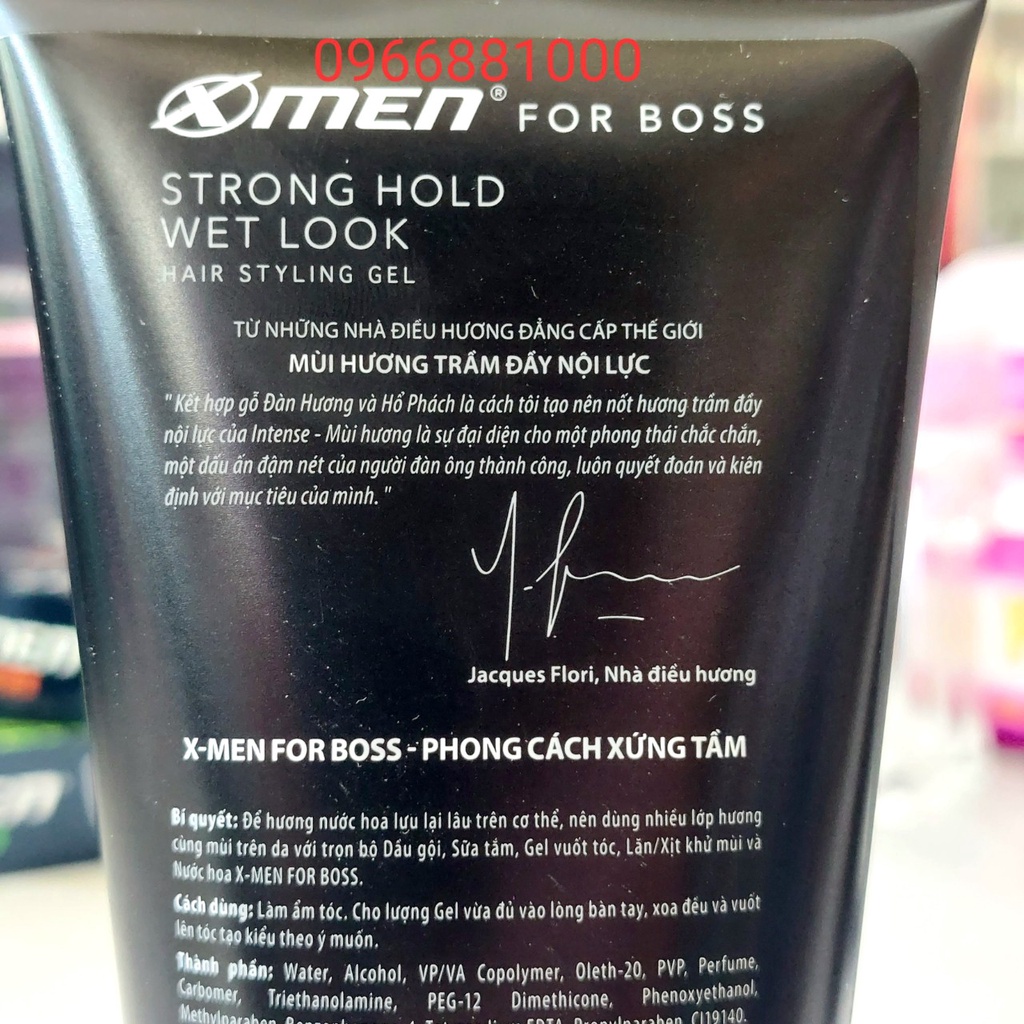 0966881000
XMEN® FOR BOSS
STRONG HOLD
WET LOOK
HAIR STYLING GEL
TỪ NHỮNG NHÀ ĐIỀU HƯƠNG ĐẲNG CẤP THẾ GIỚI
MÙI HƯƠNG TRẦM ĐẦY NỘI LỰC
" Kết hợp gỗ Đàn Hương và Hổ Phách là cách tôi tạo nên nốt hương trầm đầy
nội lực của Intense - Mùi hương là sự đại diện cho một phong thái chắc chắn,
một dấu ấn đậm nét của người đàn ông thành công, luôn quyết đoán và kiên
định với mục tiêu của mình. "
Jacques Flori, Nhà điều hương
X-MEN FOR BOSS - PHONG CÁCH XỨNG TẦM
Bí quyết: Để hương nước hoa lưu lại lâu trên cơ thể, nên dùng nhiều lớp hương
cùng mùi trên da với trọn bộ Dầu gội, Sữa tắm, Gel vuốt tóc, Lăn/Xịt khử mùi và
Nước hoa X-MEN FOR BOSS.
Cách dùng: Làm ẩm tóc. Cho lượng Gel vừa đủ vào lòng bàn tay, xoa đều và vuốt
lên tóc tạo kiểu theo ý muốn.
Thành phần: Water, Alcohol, VP/VA Copolymer, Oleth-20, PVP, Perfume,
Carbomer, Triethanolamine, PEG-12 Dimethicone, Phenoxyethanol,
Methylparaben, EDTA, Propylparaben, CI19140.